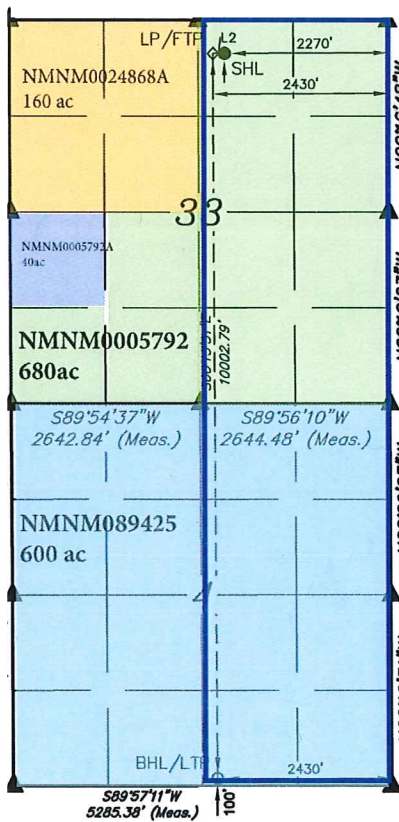 LP/FTP
L2
2270'
SHL
2430'
NMNM0024868A
160 ac
33
NMNM0005792A
40ac
NMNM0005792
680ac
10002.79'
S89°54'37"W
2642.84' (Meas.)
S89°56'10"W
2644.48' (Meas.)
NMNM089425
600 ac
BHL/LTP
2430'
S89°57'11"W
5285.38' (Meas.)
100'